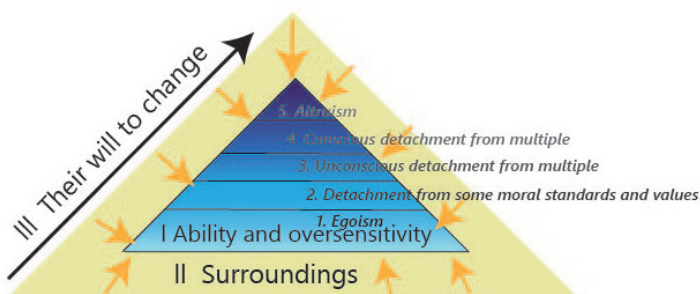 III Their will to change
5. Altruism
4. Conscious detachment from multiple
3. Unconscious detachment from multiple
2. Detachment from some moral standards and values
1. Egoism
I Ability and oversensitivity
II Surroundings